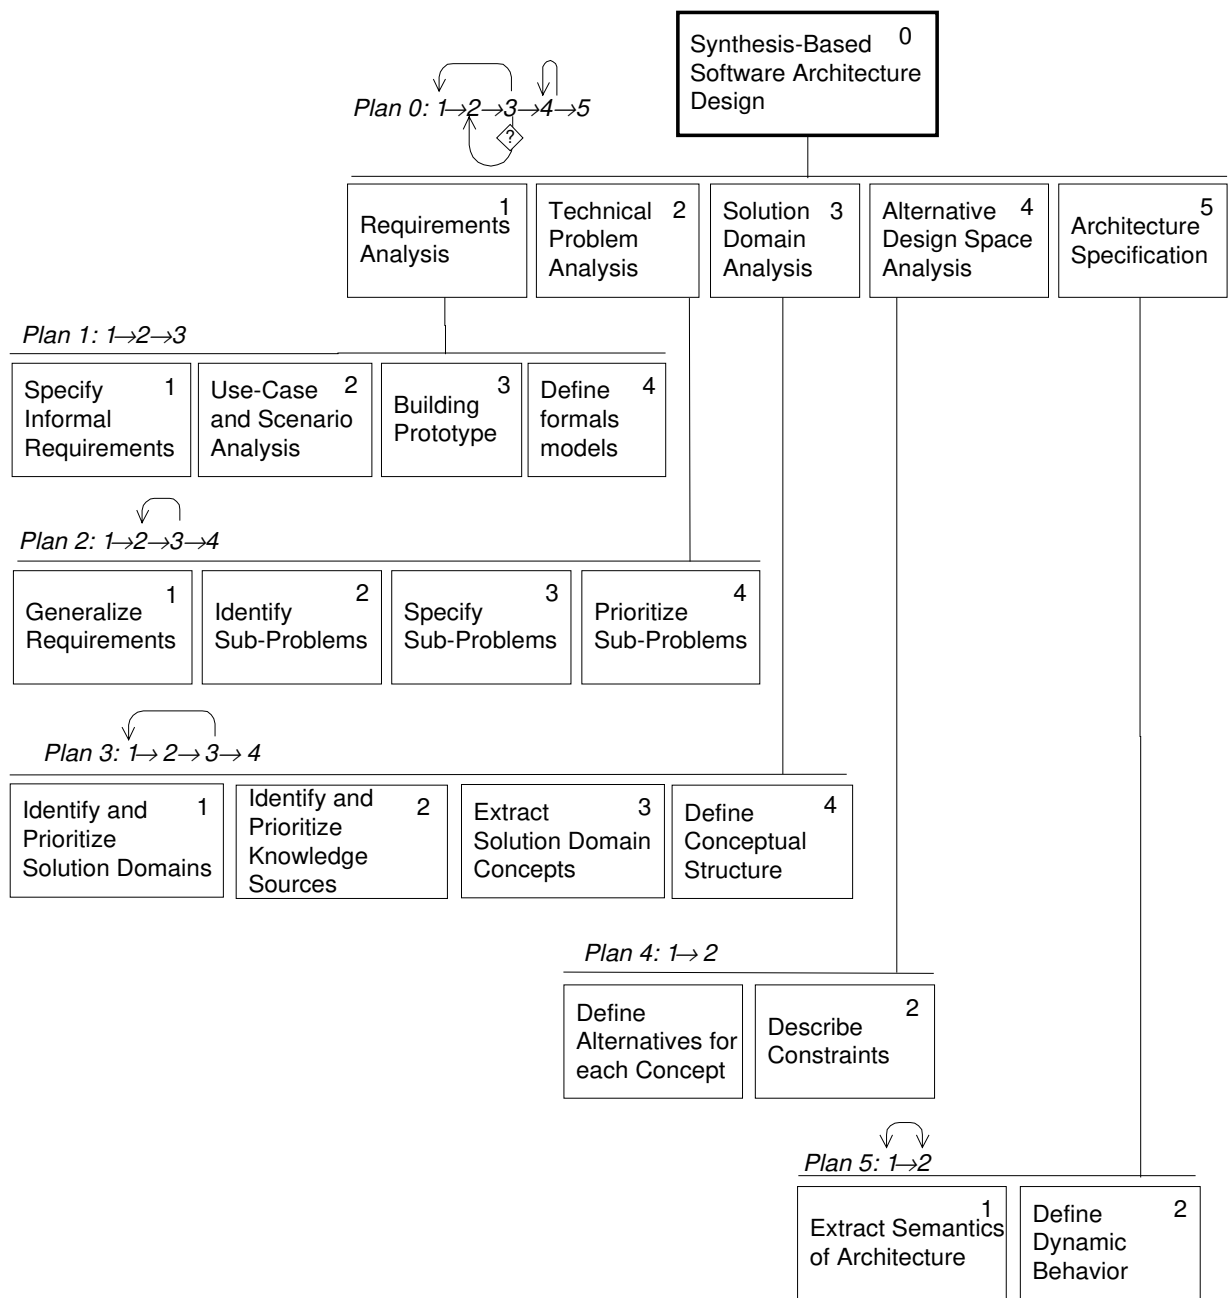 Synthesis-Based 0
Software Architecture
Design
Plan 0: 1→2→3→4→5
?
Requirements 1
Analysis
Technical 2
Problem
Analysis
Solution 3
Domain
Analysis
Alternative 4
Design Space
Analysis
Architecture 5
Specification
Plan 1: 1→2→3
Specify 1
Informal
Requirements
Use-Case 2
and Scenario
Analysis
Building 3
Prototype
Define 4
formals
models
Plan 2: 1→2→3→4
Generalize 1
Requirements
Identify 2
Sub-Problems
Specify 3
Sub-Problems
Prioritize 4
Sub-Problems
Plan 3: 1→ 2→ 3→ 4
Identify and 1
Prioritize
Solution Domains
Identify and 2
Prioritize
Knowledge
Sources
Extract 3
Solution Domain
Concepts
Define 4
Conceptual
Structure
Plan 4: 1→ 2
Define
Alternatives for
each Concept
Describe 2
Constraints
Plan 5: 1→2
Extract Semantics 1
of Architecture
Define 2
Dynamic
Behavior